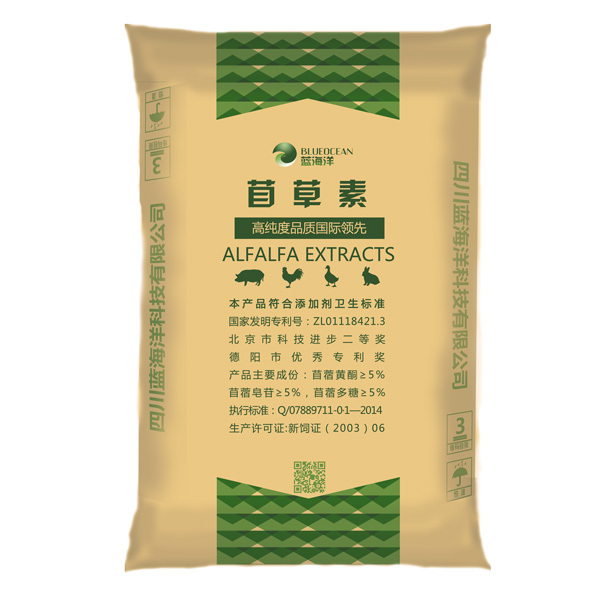 BLUEOCEAN
蓝海洋
苜草素
高纯度品质国际领先
ALFALFA EXTRACTS
本产品符合添加剂卫生标准
国家发明专利号：ZL01118421.3
北京市科技进步二等奖
德阳市优秀专利奖
产品主要成份：苜蓿黄酮≥5%
苜蓿皂苷≥5%，苜蓿多糖≥5%
执行标准：Q/07889711-0·1—2014
生产许可证:新饲证（2003）06
四川蓝海洋科技有限公司
3
四川蓝海洋科技有限公司
3